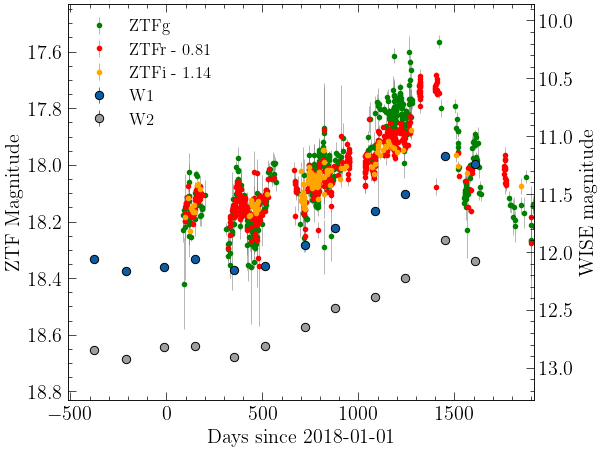 ZTFg
ZTFr - 0.81
ZTFi - 1.14
W1
W2
17.6
17.8
18.0
18.2
18.4
18.6
18.8
ZTF Magnitude
10.0
10.5
11.0
11.5
12.0
12.5
13.0
WISE magnitude
−500 0 500 1000 1500
Days since 2018-01-01